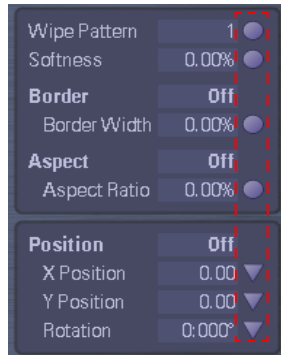 Wipe Pattern 1
Softness 0.00%
Border Off
Border Width 0.00%
Aspect Off
Aspect Ratio 0.00%
Position Off
X Position 0.00
Y Position 0.00
Rotation 0:000°